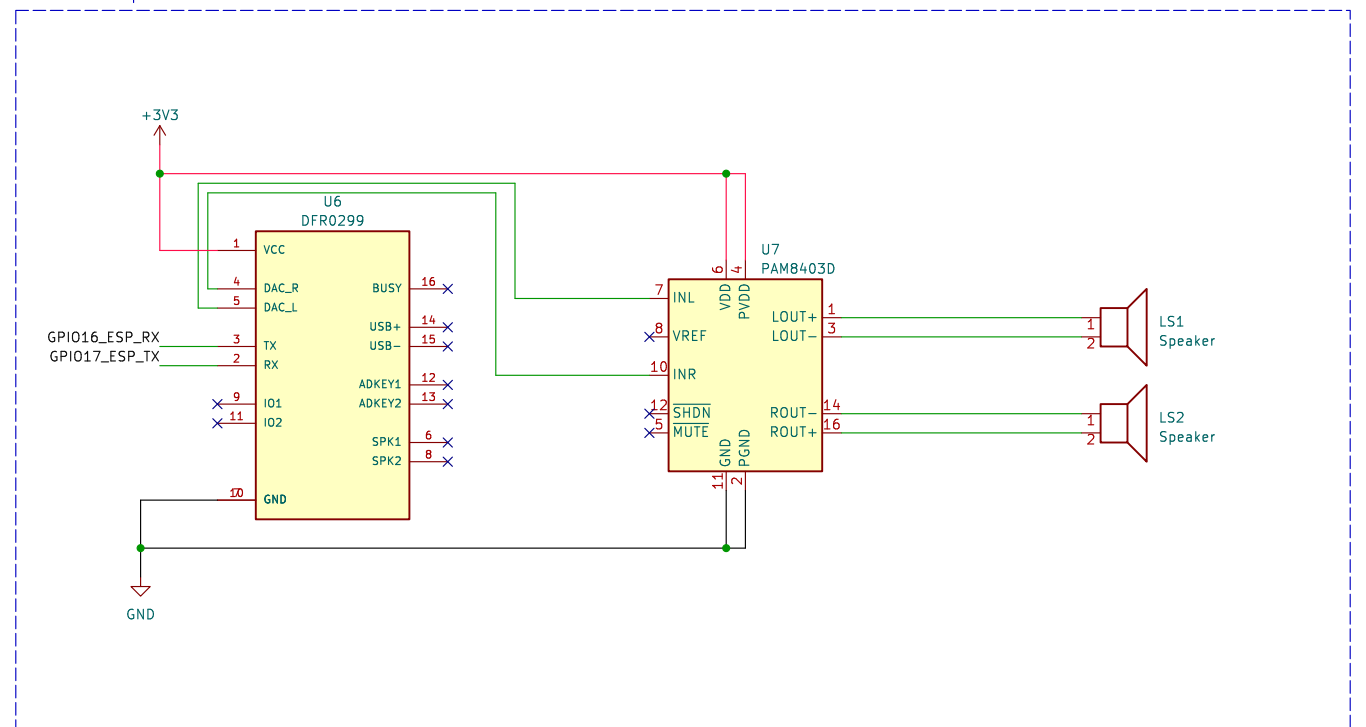 +3V3
U6
DFR0299
1 VCC
4 DAC_R
5 DAC_L
GPIO16_ESP_RX
3 TX
GPIO17_ESP_TX
2 RX
9 IO1
11 IO2
GND
BUSY 16
USB+ 14
USB- 15
ADKEY1 12
ADKEY2 13
SPK1 6
SPK2 8
GND
U7
PAM8403D
6 4
VDD PVDD
7 INL
8 VREF
10 INR
12 SHDN
5 MUTE
LOUT+ 1
LOUT- 3
ROUT- 14
ROUT+ 16
GND PGND
11 2
1
2
LS1
Speaker
1
2
LS2
Speaker